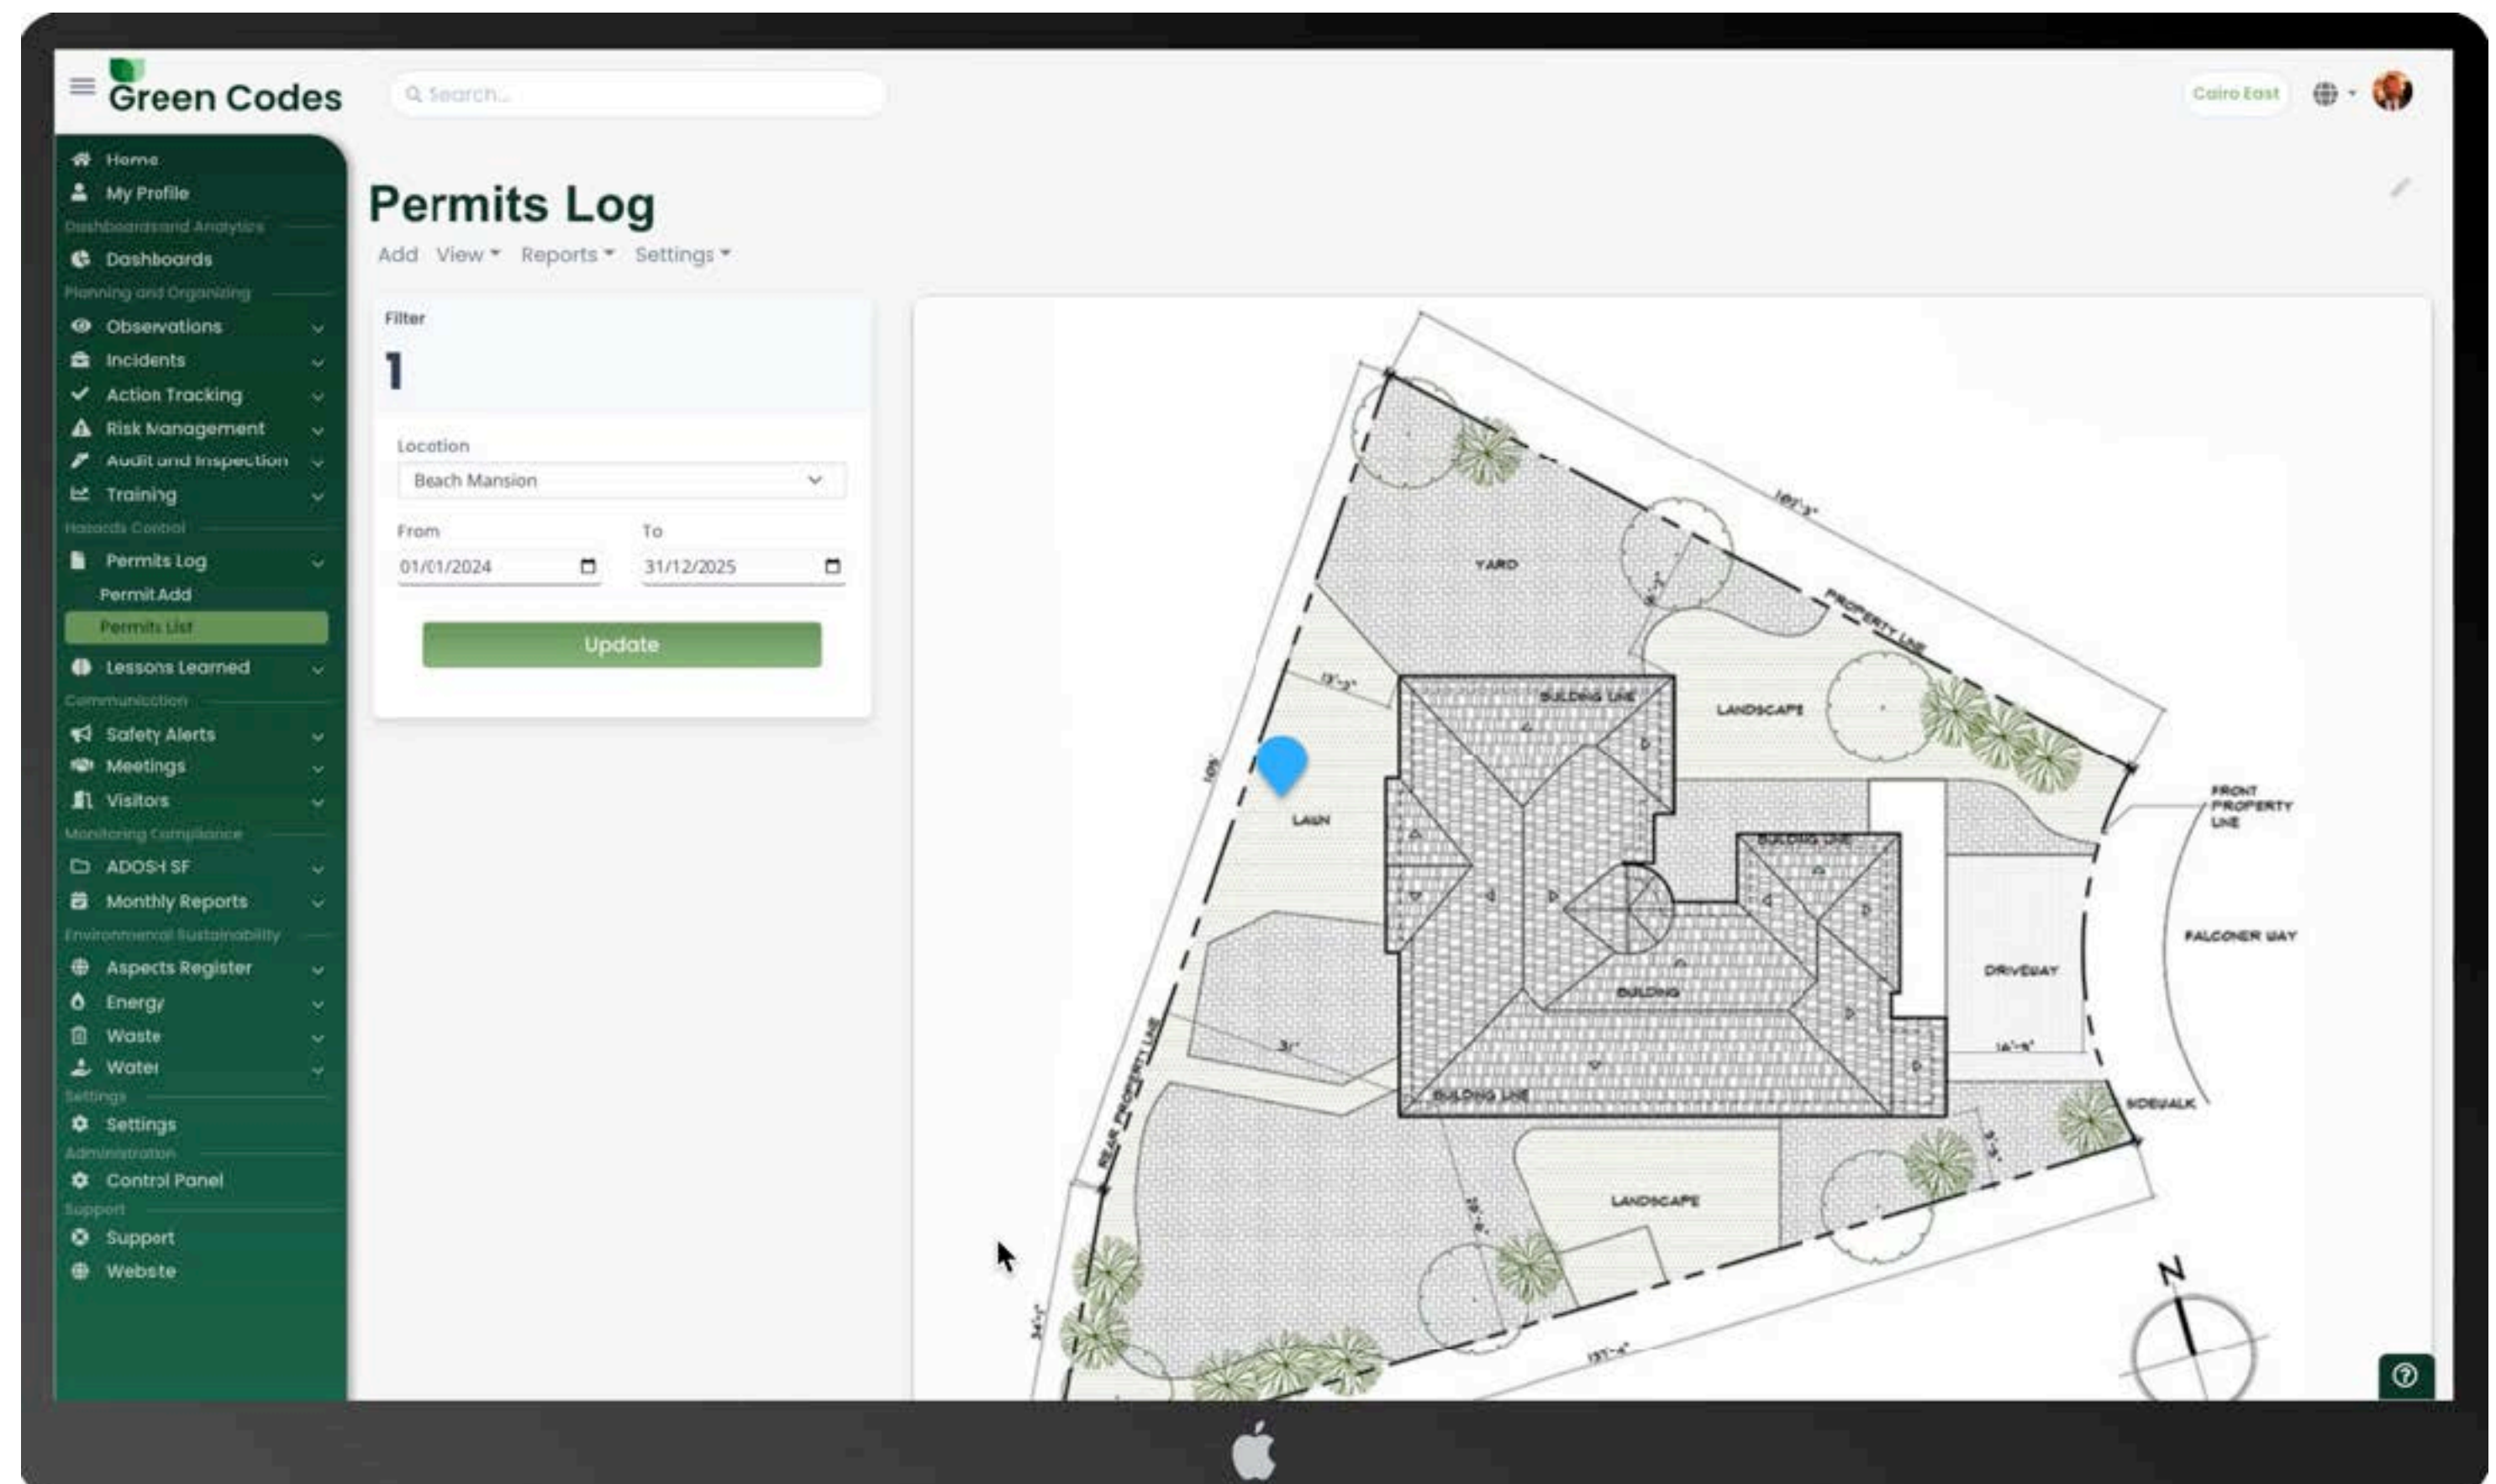 Green Codes
Search...
Cairo East
Home
My Profile
Dashboards and Analytics
Dashboards
Planning and Organizing
Observations
Incidents
Action Tracking
Risk Management
Audit and Inspection
Training
Hazards Control
Permits Log
Permit Add
Permits List
Lessons Learned
Communication
Safety Alerts
Meetings
Visitors
Monitoring Compliance
ADOSH SF
Monthly Reports
Environmental Sustainability
Aspects Register
Energy
Waste
Water
Settings
Settings
Administration
Control Panel
Support
Support
Website
Permits Log
Add View Reports Settings
Filter
1
Location
Beach Mansion
From To
01/01/2024 31/12/2025
Update
YARD
PROPERTY LINE
BUILDING LINE
LANDSCAPE
105'
LAWN
BUILDING LINE
FRONT
PROPERTY
LINE
FALCONER WAY
DRIVEWAY
BUILDING
31'
BUILDING LINE
REAR PROPERTY LINE
SIDEWALK
LANDSCAPE
N